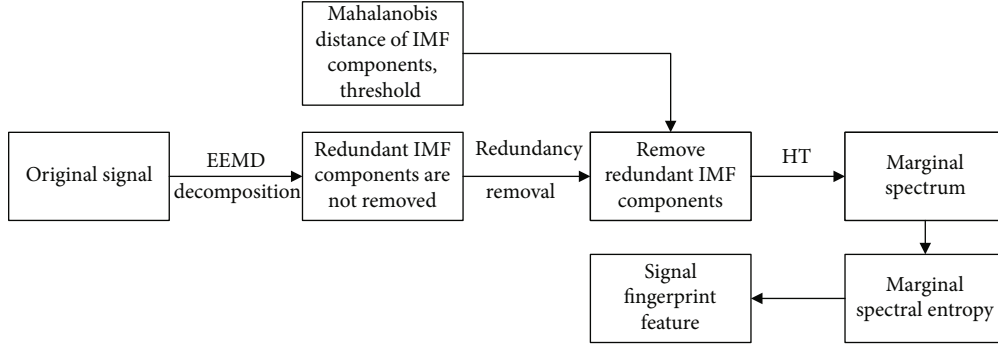 Mahalanobis
distance of IMF
components,
threshold
Original signal
EEMD
decomposition
Redundant IMF
components are
not removed
Redundancy
removal
Remove
redundant IMF
components
HT
Marginal
spectrum
Marginal
spectral entropy
Signal
fingerprint
feature